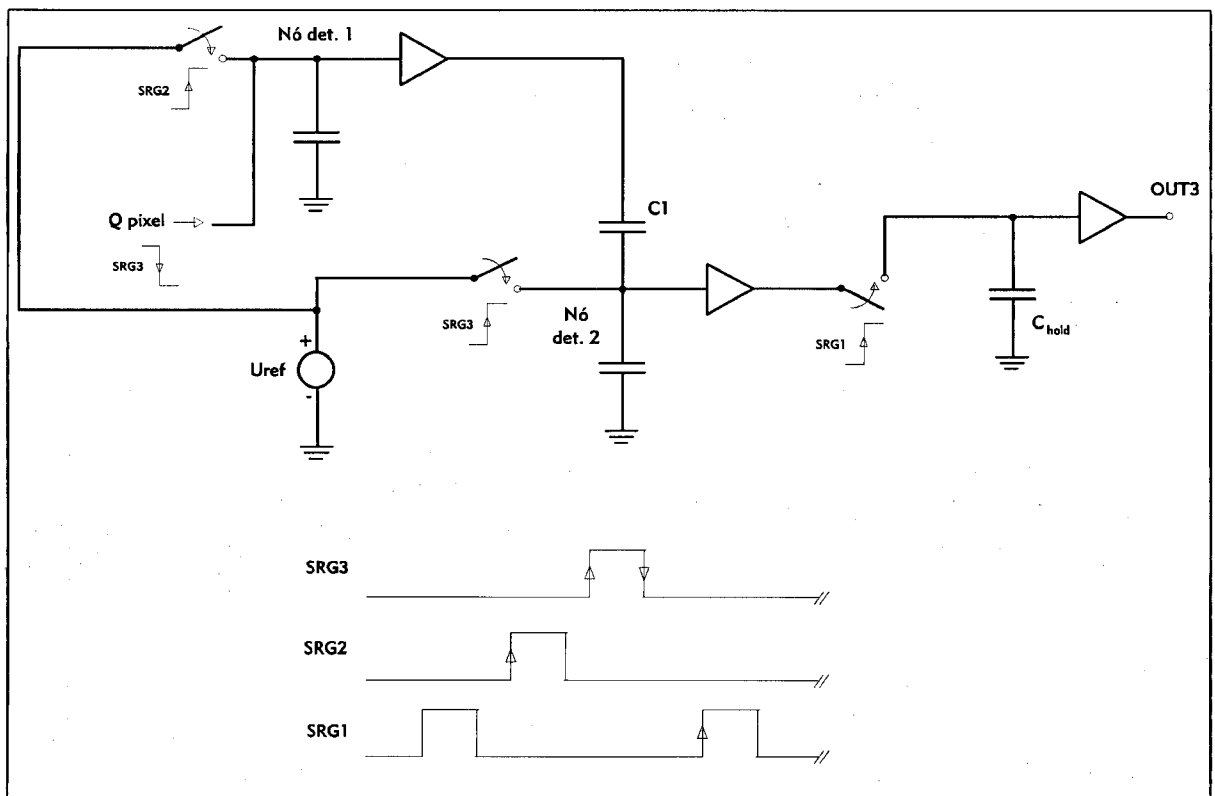 Nó det. 1
SRG2
OUT3
Q pixel
C1
SRG3
SRG3
Nó
det. 2
SRG1
C hold
+
Uref
-
SRG3
SRG2
SRG1